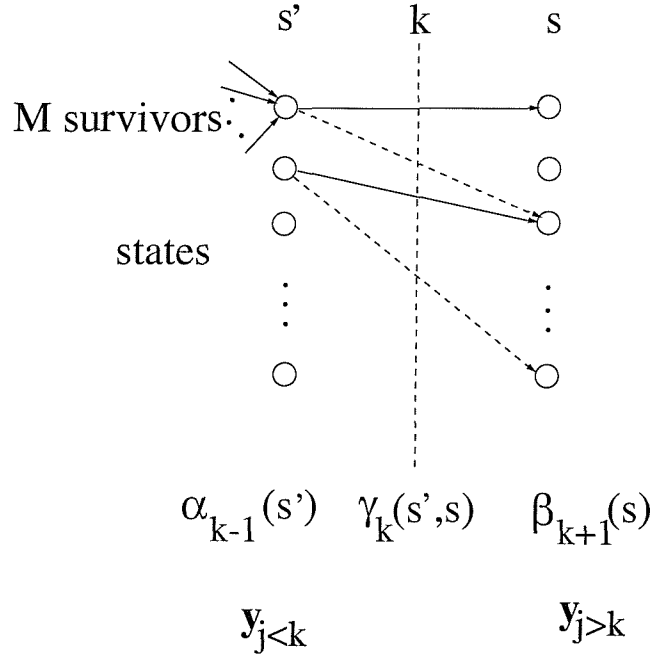 s' k s
M survivors
states
α_{k-1}(s') γ_k(s',s) β_{k+1}(s)
y_{j<k} y_{j>k}